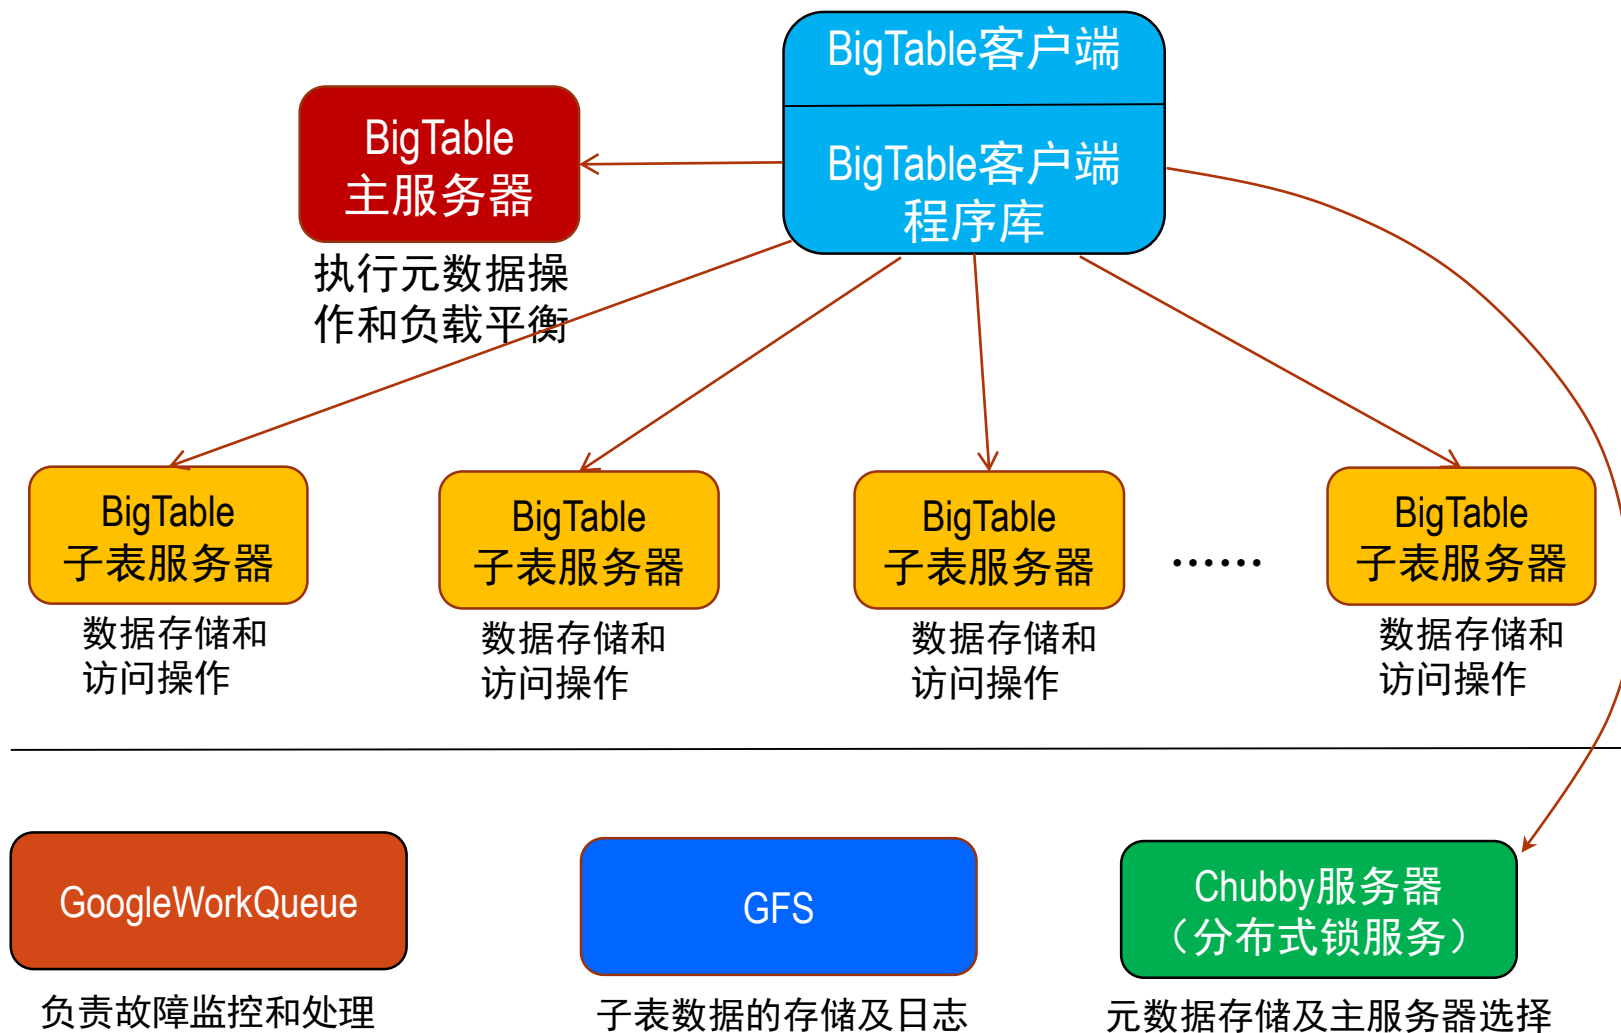 BigTable客户端
BigTable客户端
程序库
BigTable
主服务器
执行元数据操
作和负载平衡
BigTable
子表服务器
数据存储和
访问操作
BigTable
子表服务器
数据存储和
访问操作
BigTable
子表服务器
数据存储和
访问操作
……
BigTable
子表服务器
数据存储和
访问操作
GoogleWorkQueue
负责故障监控和处理
GFS
子表数据的存储及日志
Chubby服务器
（分布式锁服务）
元数据存储及主服务器选择